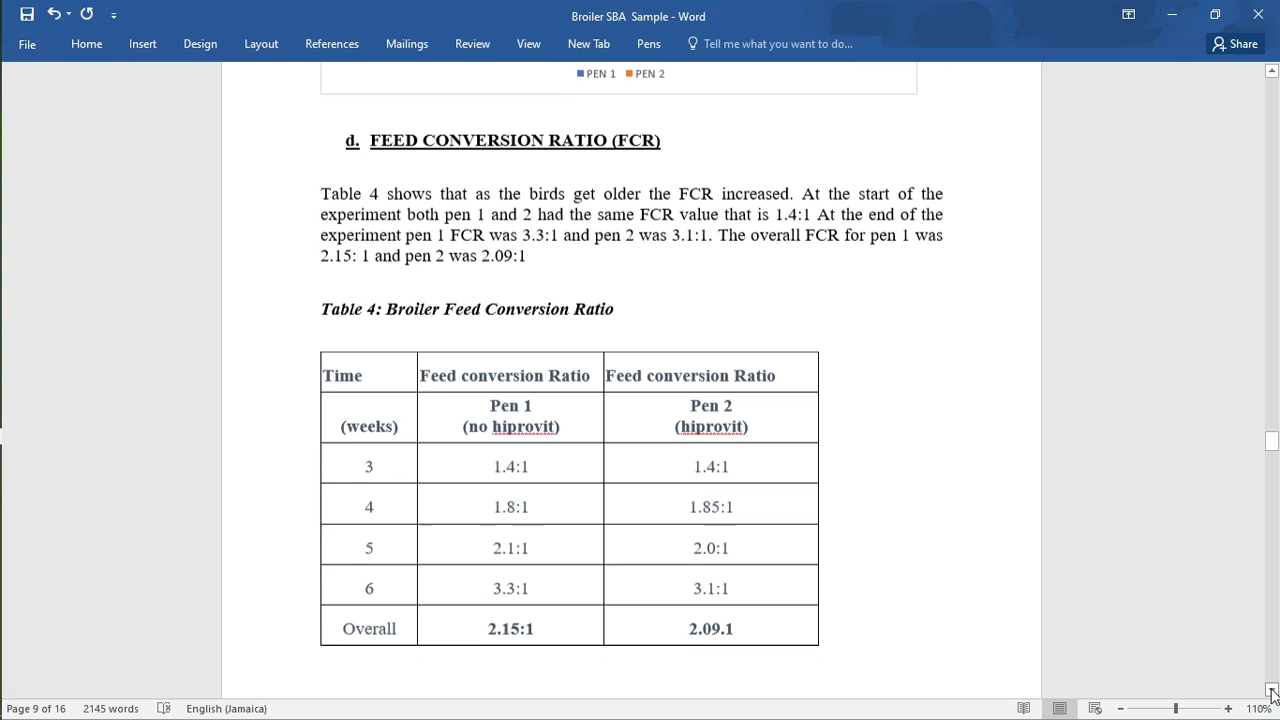 Broiler SBA Sample - Word
File Home Insert Design Layout References Mailings Review View New Tab Pens Tell me what you want to do... Share
PEN 1 PEN 2
d. FEED CONVERSION RATIO (FCR)
Table 4 shows that as the birds get older the FCR increased. At the start of the
experiment both pen 1 and 2 had the same FCR value that is 1.4:1 At the end of the
experiment pen 1 FCR was 3.3:1 and pen 2 was 3.1:1. The overall FCR for pen 1 was
2.15: 1 and pen 2 was 2.09:1
Table 4: Broiler Feed Conversion Ratio
Time Feed conversion Ratio Feed conversion Ratio
Pen 1 Pen 2
(weeks) (no hiprovit) (hiprovit)
3 1.4:1 1.4:1
4 1.8:1 1.85:1
5 2.1:1 2.0:1
6 3.3:1 3.1:1
Overall 2.15:1 2.09.1
Page 9 of 16 2145 words English (Jamaica) 110%